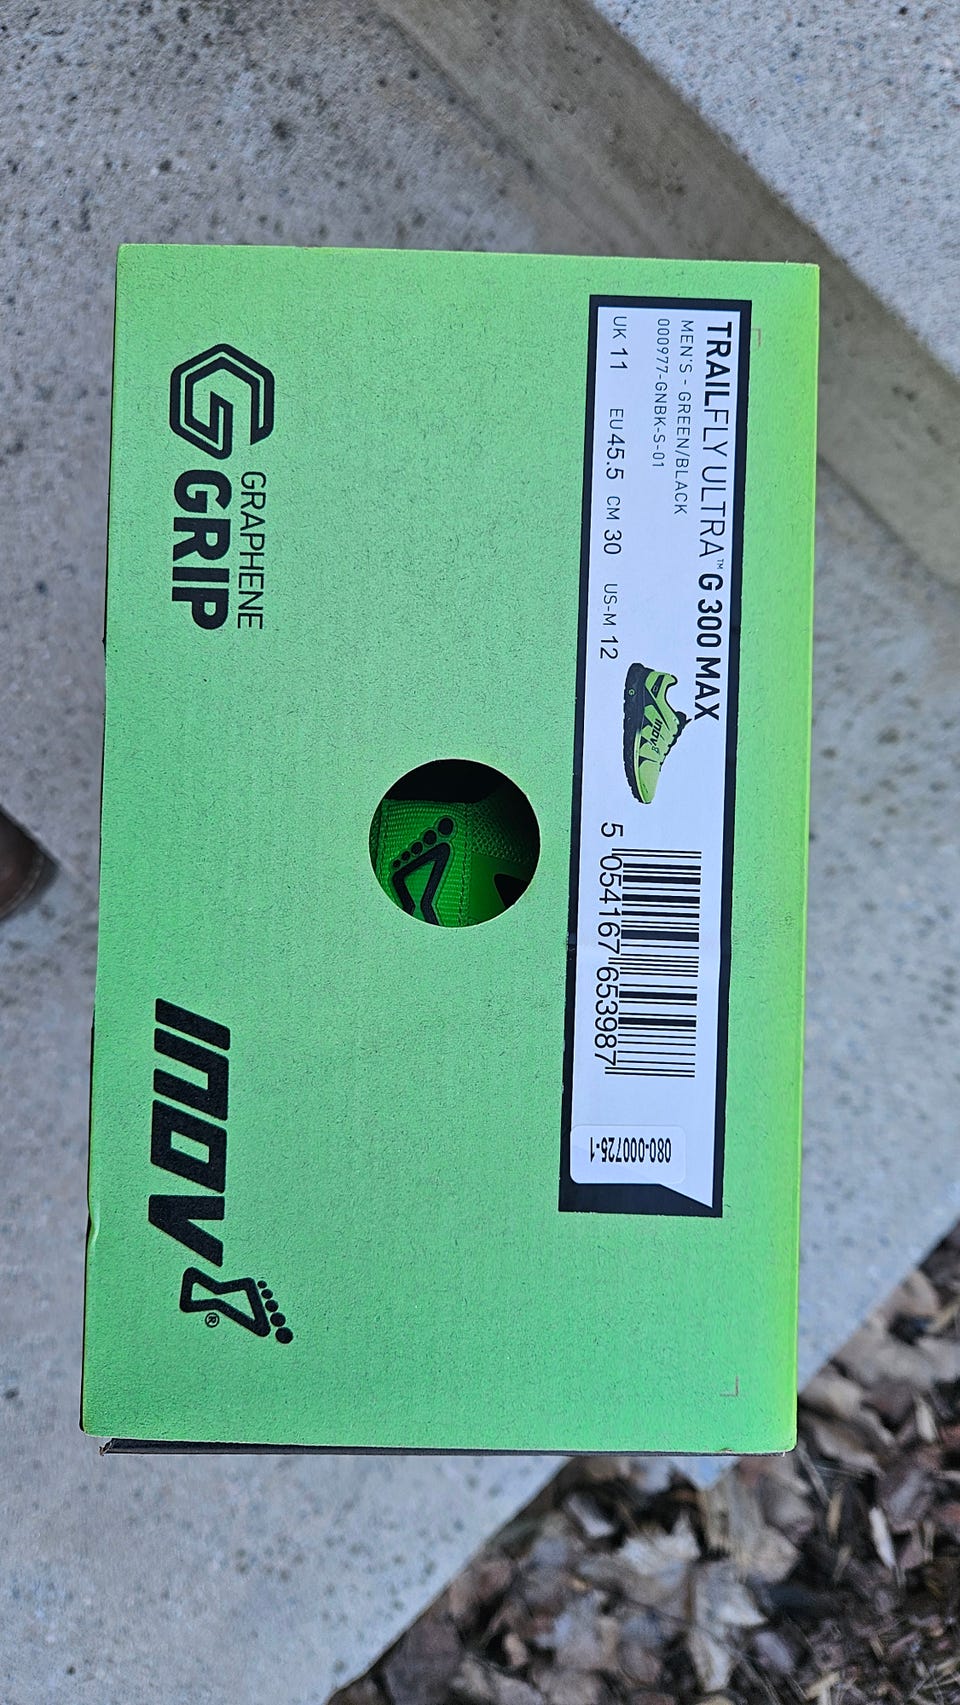 TRAILFLY ULTRA™ G 300 MAX
MEN'S - GREEN/BLACK
000977-GNBK-S-01
UK 11 EU 45.5 CM 30 US-M 12
5 054167 653987
080-000725-1
GRAPHENE
G GRIP
INOV8®